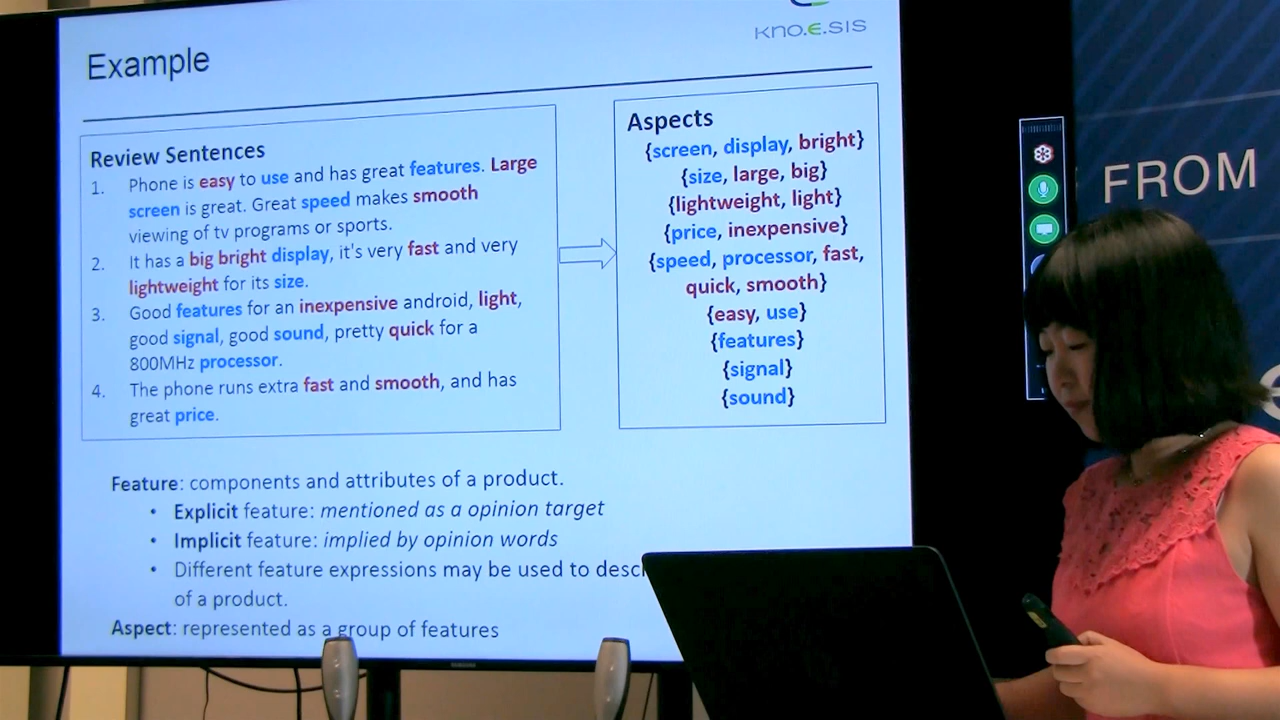 kno.e.sis
Example
Review Sentences
1. Phone is easy to use and has great features. Large
screen is great. Great speed makes smooth
viewing of tv programs or sports.
2. It has a big bright display, it's very fast and very
lightweight for its size.
3. Good features for an inexpensive android, light,
good signal, good sound, pretty quick for a
800MHz processor.
4. The phone runs extra fast and smooth, and has
great price.
Aspects
{screen, display, bright}
{size, large, big}
{lightweight, light}
{price, inexpensive}
{speed, processor, fast,
quick, smooth}
{easy, use}
{features}
{signal}
{sound}
Feature: components and attributes of a product.
• Explicit feature: mentioned as a opinion target
• Implicit feature: implied by opinion words
• Different feature expressions may be used to
of a product.
Aspect: represented as a group of features
SAMSUNG
FROM